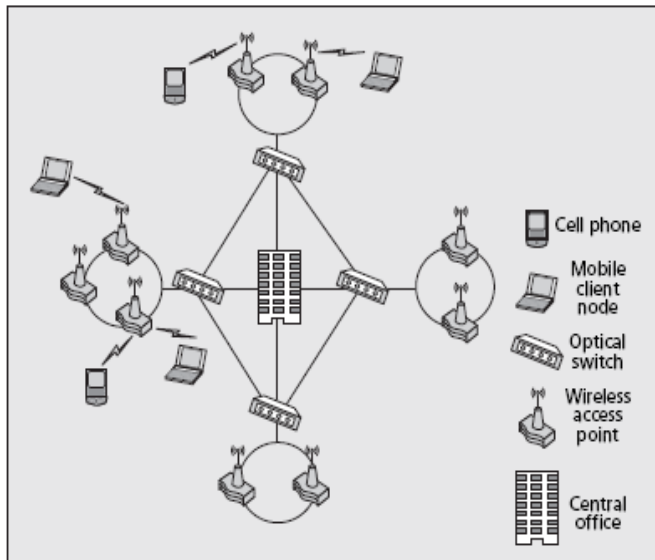 Cell phone
Mobile
client
node
Optical
switch
Wireless
access
point
Central
office